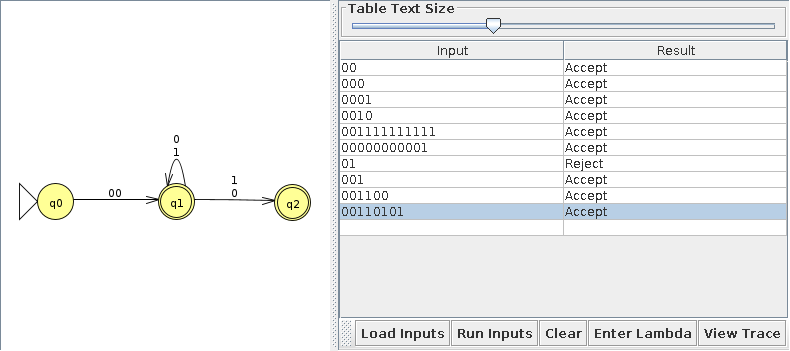 Table Text Size
Input Result
00 Accept
000 Accept
0001 Accept
0010 Accept
001111111111 Accept
00000000001 Accept
01 Reject
001 Accept
001100 Accept
00110101 Accept
0
1
1
q0 00 q1 0 q2
Load Inputs Run Inputs Clear Enter Lambda View Trace